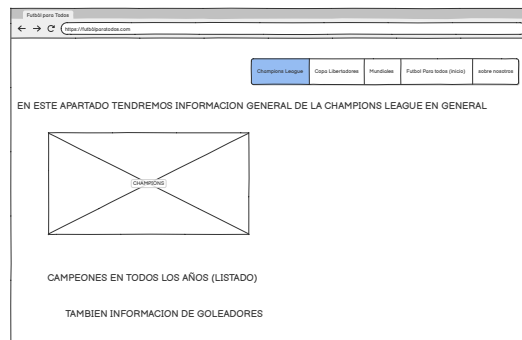 Futból para Todos
https://futbolparatodos.com
Champions League
Copa Libertadores
Mundiales
Futbol Para todos (inicio)
sobre nosotros
EN ESTE APARTADO TENDREMOS INFORMACION GENERAL DE LA CHAMPIONS LEAGUE EN GENERAL
CHAMPIONS
CAMPEONES EN TODOS LOS AÑOS (LISTADO)
TAMBIEN INFORMACION DE GOLEADORES